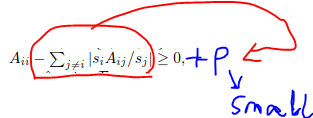 A_{ii} - \sum_{j \neq i} |s_i A_{ij}/s_j| \geq 0, + P
small